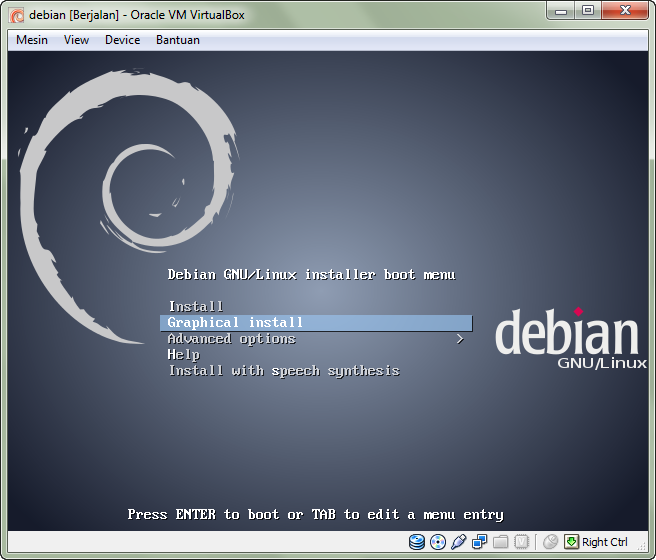 debian [Berjalan] - Oracle VM VirtualBox
Mesin View Device Bantuan
Debian GNU/Linux installer boot menu
Install
Graphical install
Advanced options >
Help
Install with speech synthesis
debian
GNU/Linux
Press ENTER to boot or TAB to edit a menu entry
Right Ctrl